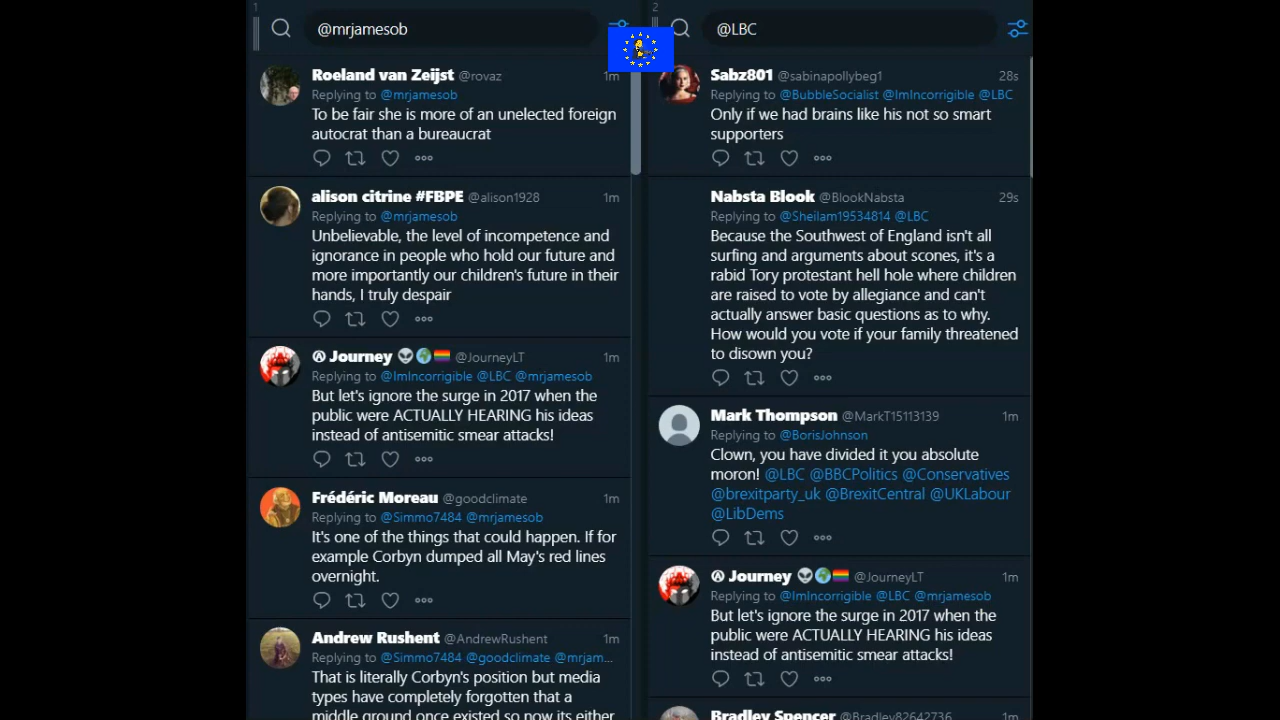 1
@mrjamesob
Roeland van Zeijst @rovaz 1m
Replying to @mrjamesob
To be fair she is more of an unelected foreign
autocrat than a bureaucrat
alison citrine #FBPE @alison1928 1m
Replying to @mrjamesob
Unbelievable, the level of incompetence and
ignorance in people who hold our future and
more importantly our children's future in their
hands, I truly despair
Ⓐ Journey 👽🌍🏳️‍🌈 @JourneyLT 1m
Replying to @ImIncorrigible @LBC @mrjamesob
But let's ignore the surge in 2017 when the
public were ACTUALLY HEARING his ideas
instead of antisemitic smear attacks!
Frédéric Moreau @goodclimate 1m
Replying to @Simmo7484 @mrjamesob
It's one of the things that could happen. If for
example Corbyn dumped all May's red lines
overnight.
Andrew Rushent @AndrewRushent 1m
Replying to @Simmo7484 @goodclimate @mrjam...
That is literally Corbyn's position but media
types have completely forgotten that a
middle ground once existed so now its either
2
@LBC
Sabz801 @sabinapollybeg1 28s
Replying to @BubbleSocialist @ImIncorrigible @LBC
Only if we had brains like his not so smart
supporters
Nabsta Blook @BlookNabsta 29s
Replying to @Sheilam19534814 @LBC
Because the Southwest of England isn't all
surfing and arguments about scones, it's a
rabid Tory protestant hell hole where children
are raised to vote by allegiance and can't
actually answer basic questions as to why.
How would you vote if your family threatened
to disown you?
Mark Thompson @MarkT15113139 1m
Replying to @BorisJohnson
Clown, you have divided it you absolute
moron! @LBC @BBCPolitics @Conservatives
@brexitparty_uk @BrexitCentral @UKLabour
@LibDems
Ⓐ Journey 👽🌍🏳️‍🌈 @JourneyLT 1m
Replying to @ImIncorrigible @LBC @mrjamesob
But let's ignore the surge in 2017 when the
public were ACTUALLY HEARING his ideas
instead of antisemitic smear attacks!
Bradley Spencer @Bradley82642736 1m